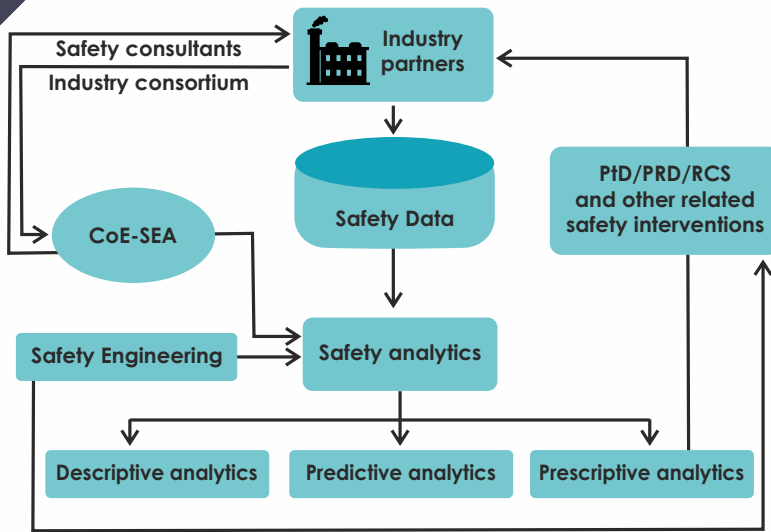 Safety consultants
Industry consortium
Industry
partners
Safety Data
PtD/PRD/RCS
and other related
safety interventions
CoE-SEA
Safety Engineering
Safety analytics
Descriptive analytics
Predictive analytics
Prescriptive analytics